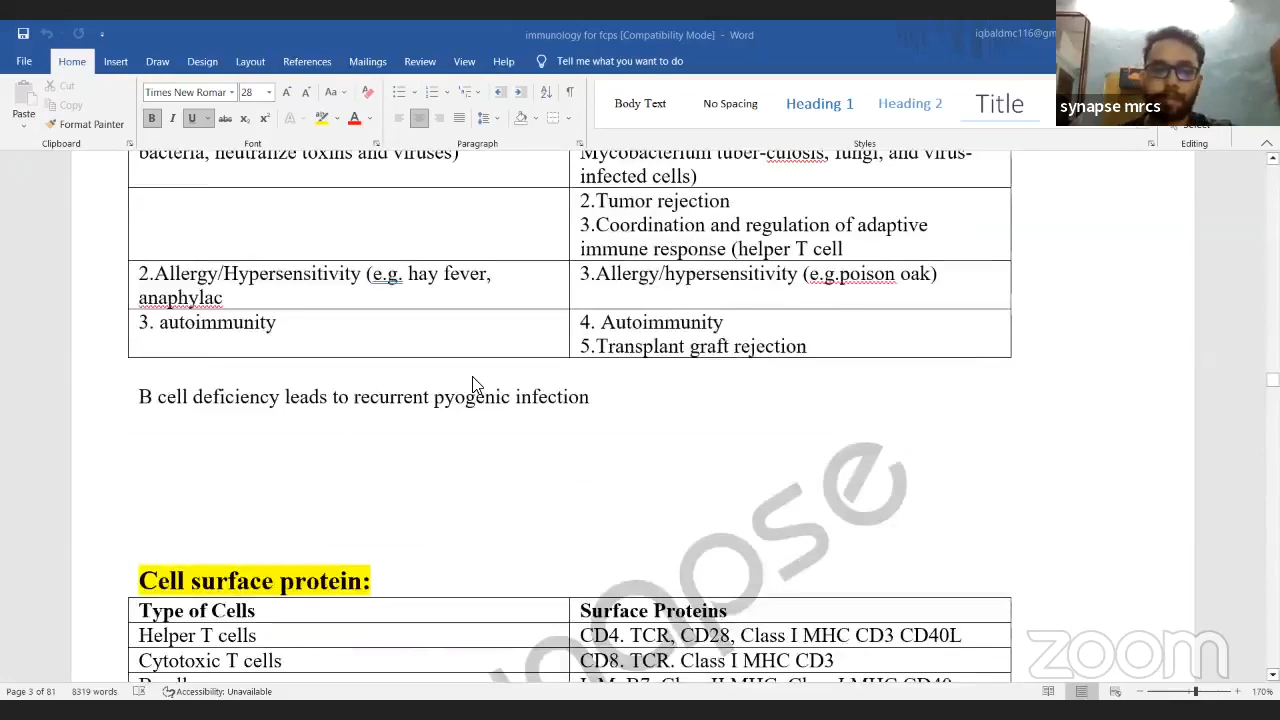 immunology for fcps [Compatibility Mode] - Word
iqbaldmc116@gm
File Home Insert Draw Design Layout References Mailings Review View Help Tell me what you want to do
Paste
Cut
Copy
Format Painter
Clipboard
Times New Romar 28
Font
Paragraph
Body Text No Spacing Heading 1 Heading 2 Title
Styles
Editing
synapse mrcs
bacteria, neutralize toxins and viruses)
Mycobacterium tuber-culosis, fungi, and virus-
infected cells)
2.Tumor rejection
3.Coordination and regulation of adaptive
immune response (helper T cell
2.Allergy/Hypersensitivity (e.g. hay fever,
anaphylac
3.Allergy/hypersensitivity (e.g.poison oak)
3. autoimmunity
4. Autoimmunity
5.Transplant graft rejection
B cell deficiency leads to recurrent pyogenic infection
Cell surface protein:
Type of Cells Surface Proteins
Helper T cells CD4. TCR, CD28, Class I MHC CD3 CD40L
Cytotoxic T cells CD8. TCR. Class I MHC CD3
zoom
Page 3 of 81 8319 words Accessibility: Unavailable 170%